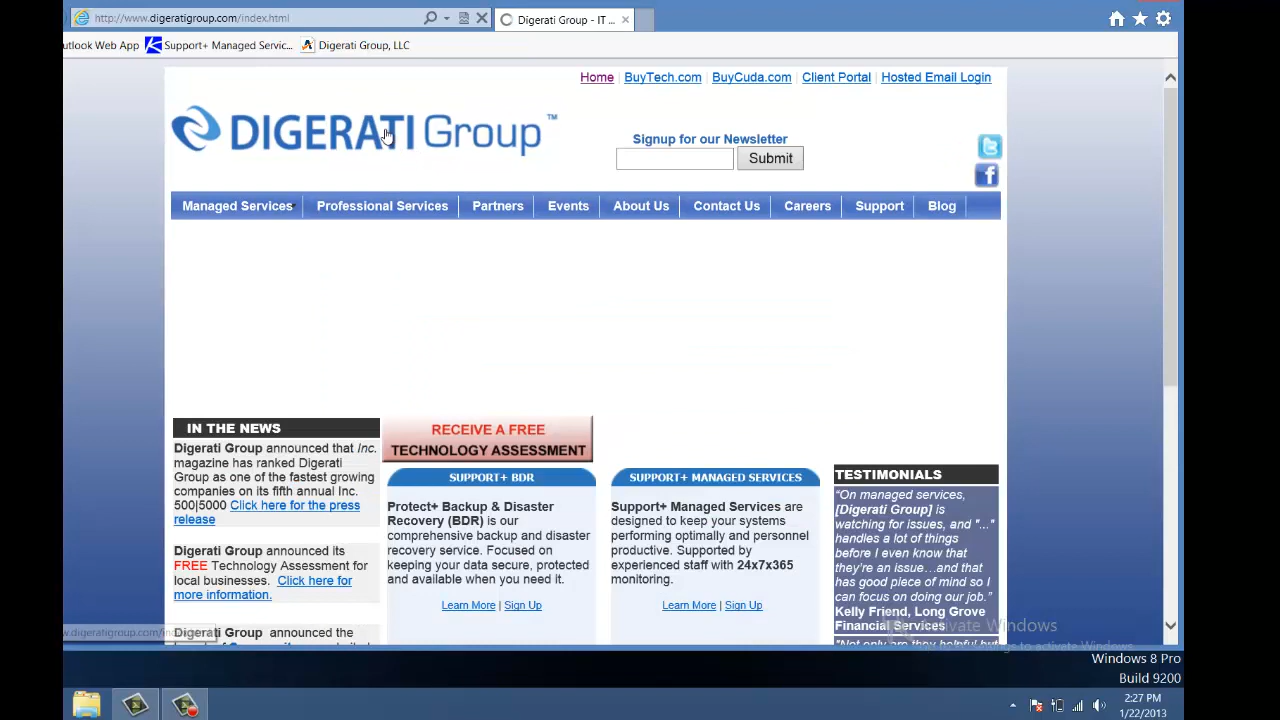 http://www.digeratigroup.com/index.html
Digerati Group - IT ...
utlook Web App
Support+ Managed Servic...
Digerati Group, LLC
Home | BuyTech.com | BuyCuda.com | Client Portal | Hosted Email Login
DIGERATI Group™
Signup for our Newsletter
Submit
Managed Services
Professional Services
Partners
Events
About Us
Contact Us
Careers
Support
Blog
IN THE NEWS
Digerati Group announced that Inc.
magazine has ranked Digerati
Group as one of the fastest growing
companies on its fifth annual Inc.
500|5000 Click here for the press
release
Digerati Group announced its
FREE Technology Assessment for
local businesses. Click here for
more information.
Digerati Group announced the
RECEIVE A FREE
TECHNOLOGY ASSESSMENT
SUPPORT+ BDR
Protect+ Backup & Disaster
Recovery (BDR) is our
comprehensive backup and disaster
recovery service. Focused on
keeping your data secure, protected
and available when you need it.
Learn More | Sign Up
SUPPORT+ MANAGED SERVICES
Support+ Managed Services are
designed to keep your systems
performing optimally and personnel
productive. Supported by
experienced staff with 24x7x365
monitoring.
Learn More | Sign Up
TESTIMONIALS
"On managed services,
[Digerati Group] is
watching for issues, and "..."
handles a lot of things
before I even know that
they're an issue…and that
has good piece of mind so I
can focus on doing our job."
Kelly Friend, Long Grove
Financial Services
"Not only are they helpful but
Activate Windows
Windows 8 Pro
Build 9200
2:27 PM
1/22/2013